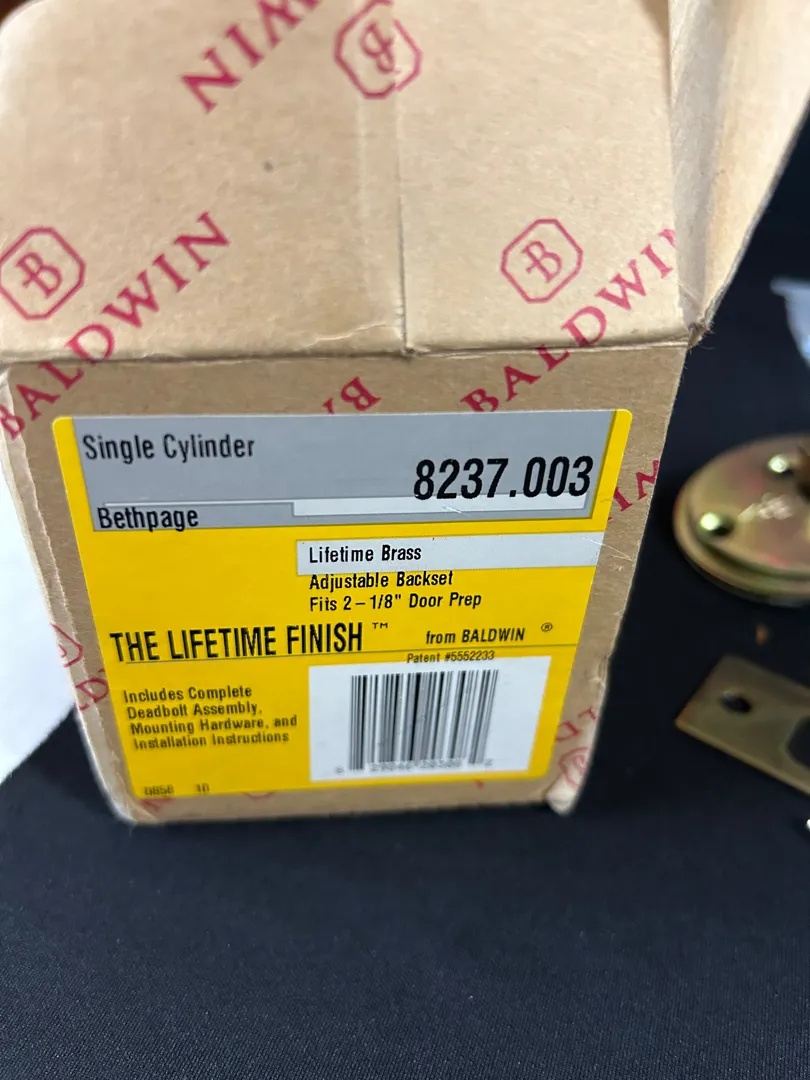 BALDWIN
B
B
BALDWIN
BALDWIN
Single Cylinder
8237.003
Bethpage
Lifetime Brass
Adjustable Backset
Fits 2-1/8" Door Prep
THE LIFETIME FINISH™ from BALDWIN®
Patent #5552233
Includes Complete
Deadbolt Assembly,
Mounting Hardware, and
Installation Instructions